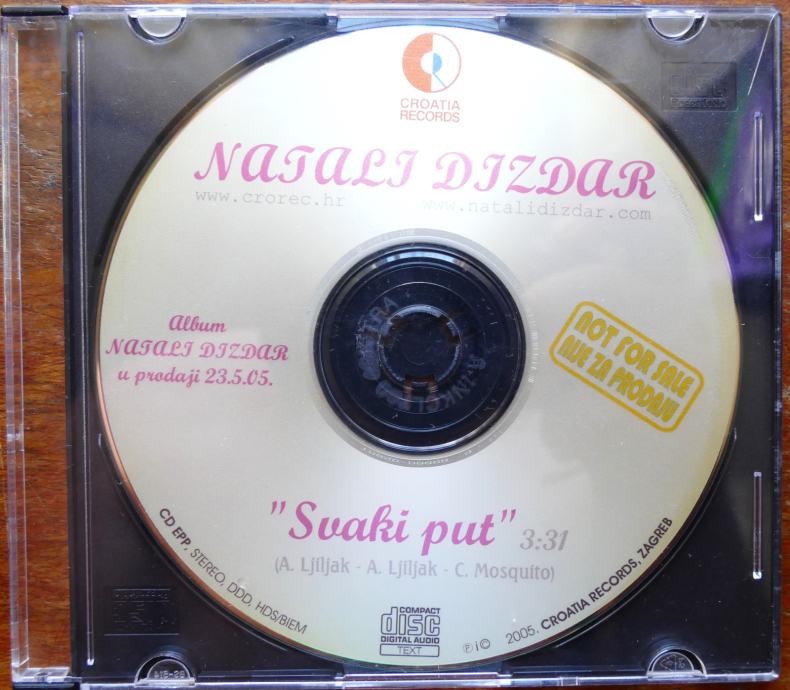 CROATIA
RECORDS
NATALI DIZDAR
www.crorec.hr www.natalidizdar.com
Album
NATALI DIZDAR
u prodaji 23.5.05.
NOT FOR SALE
NIJE ZA PRODAJU
"Svaki put" 3:31
(A. Ljiljak - A. Ljiljak - C. Mosquito)
CD EPP, STEREO, DDD, HDS/BIEM
COMPACT
disc
DIGITAL AUDIO
TEXT
℗ i © 2005. CROATIA RECORDS, ZAGREB